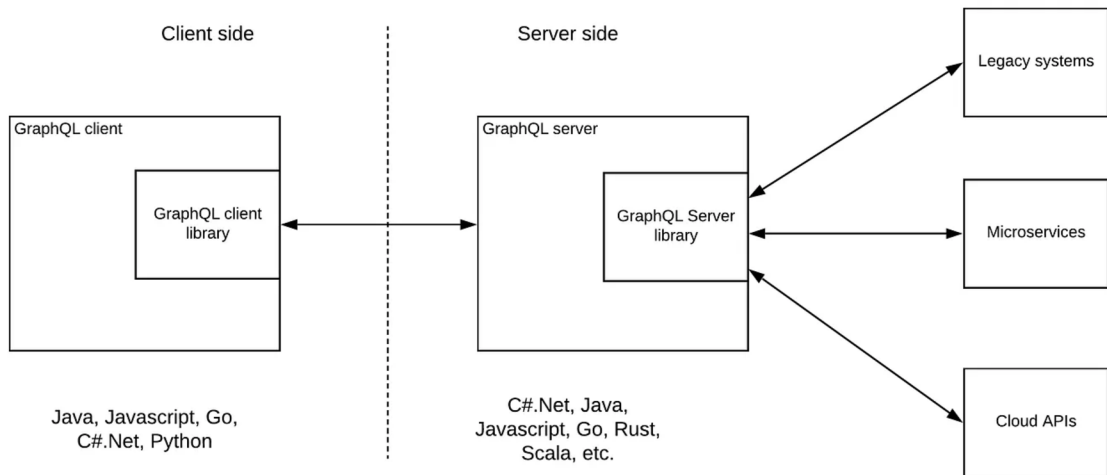 Client side
Server side
Legacy systems
GraphQL client
GraphQL server
GraphQL client
library
GraphQL Server
library
Microservices
Java, Javascript, Go,
C#.Net, Python
C#.Net, Java,
Javascript, Go, Rust,
Scala, etc.
Cloud APIs